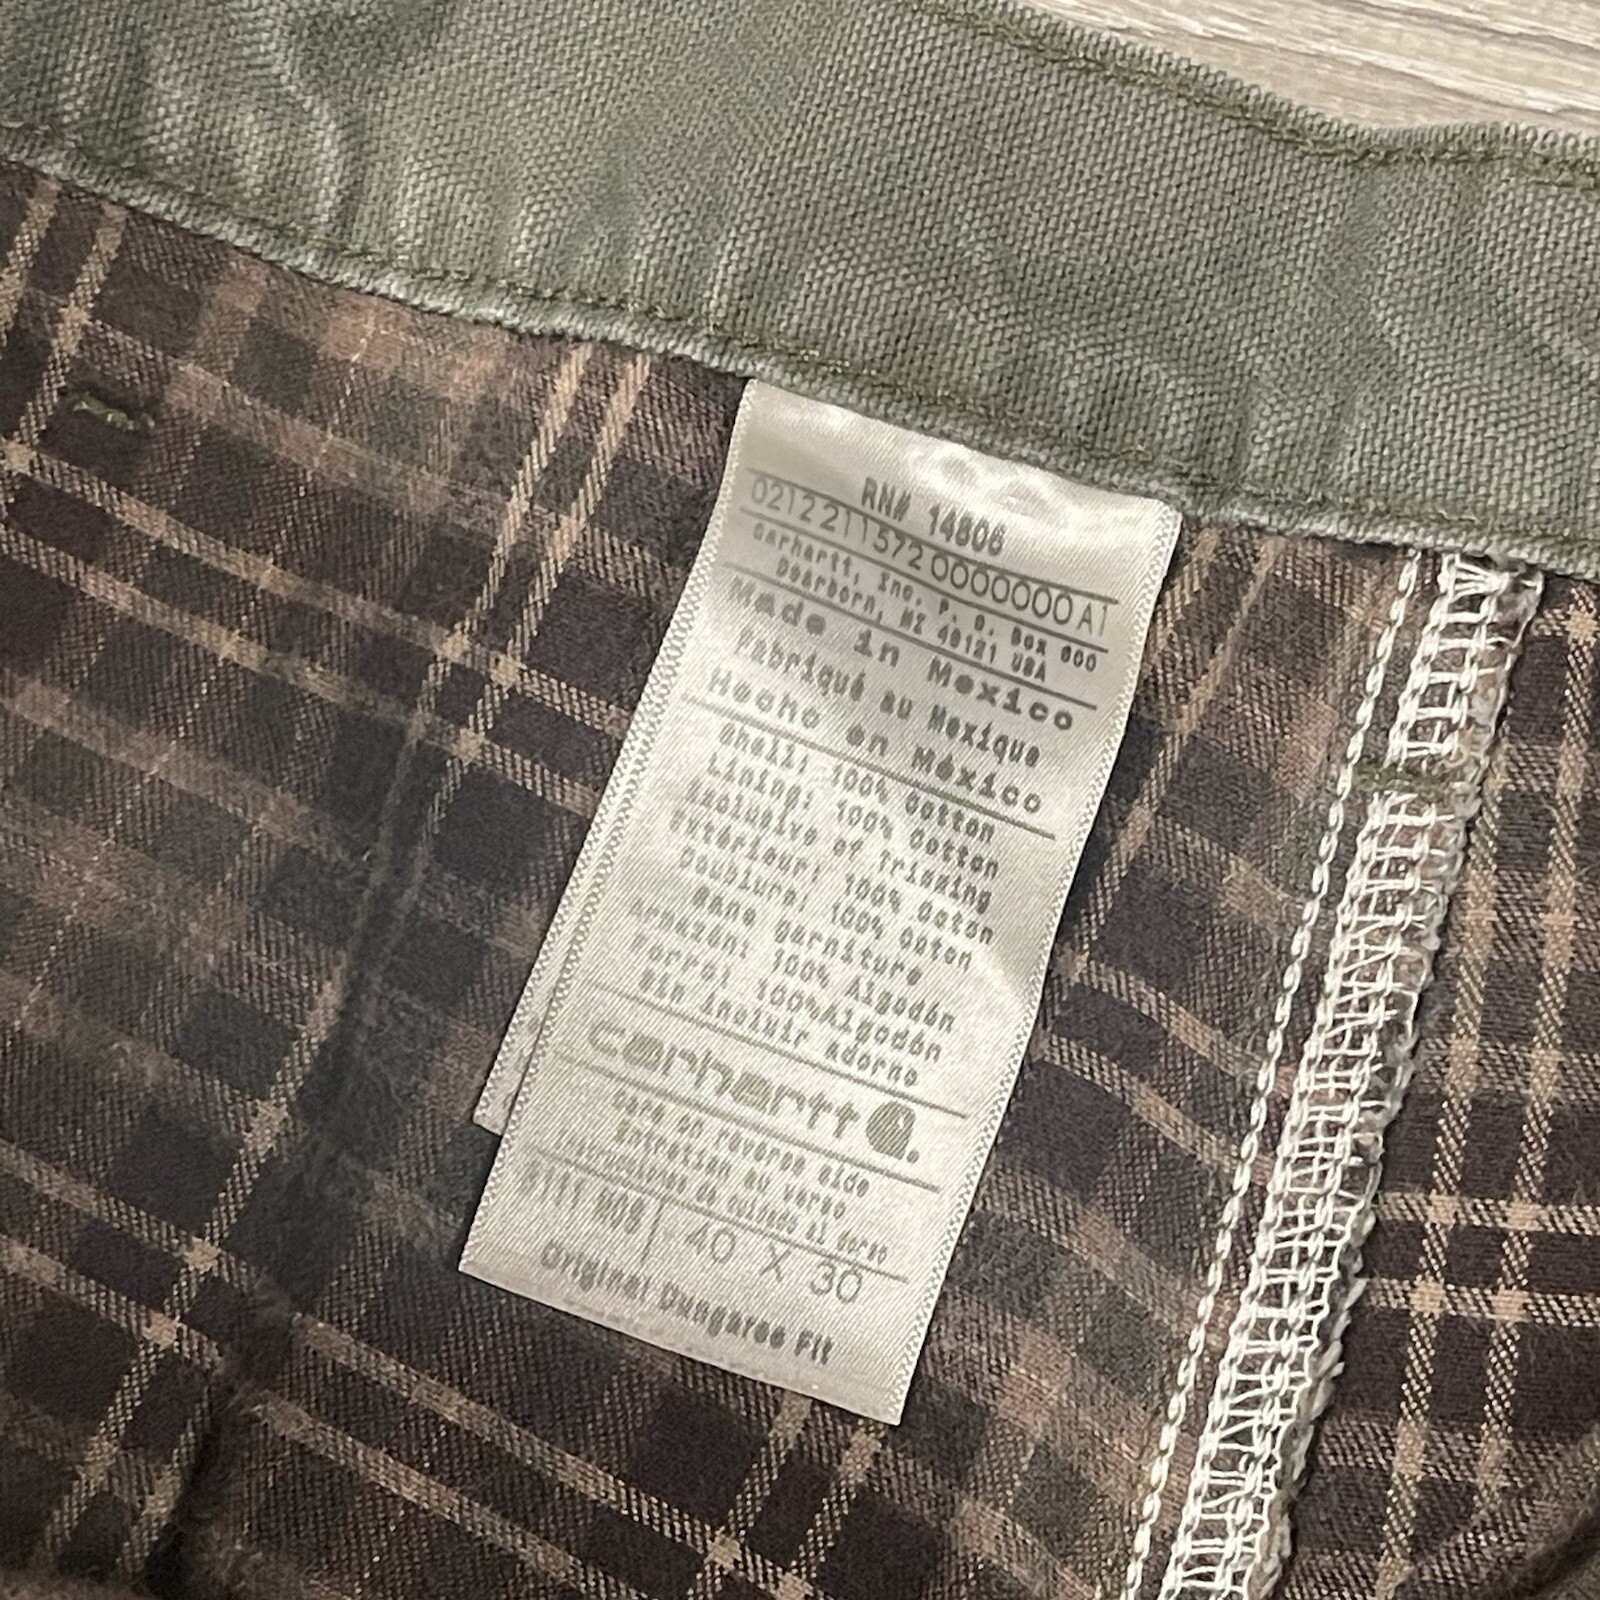 RN# 14806
0212211572 0000000 A1
Carhartt, Inc. P. O. Box 600
Dearborn, MI 48121 USA
Made in Mexico
Fabriqué au Mexique
Hecho en México
Shell: 100% Cotton
Lining: 100% Cotton
Exclusive of Trimming
Extérieur: 100% Coton
Doublure: 100% Coton
Sans garniture
Armazón: 100% Algodón
Forro: 100%Algodón
Sin incluir adorno
carhartt
on reverse side
Entretien au verso
de cuidado al dorso
MOS 40 X 30
Original Dungaree Fit